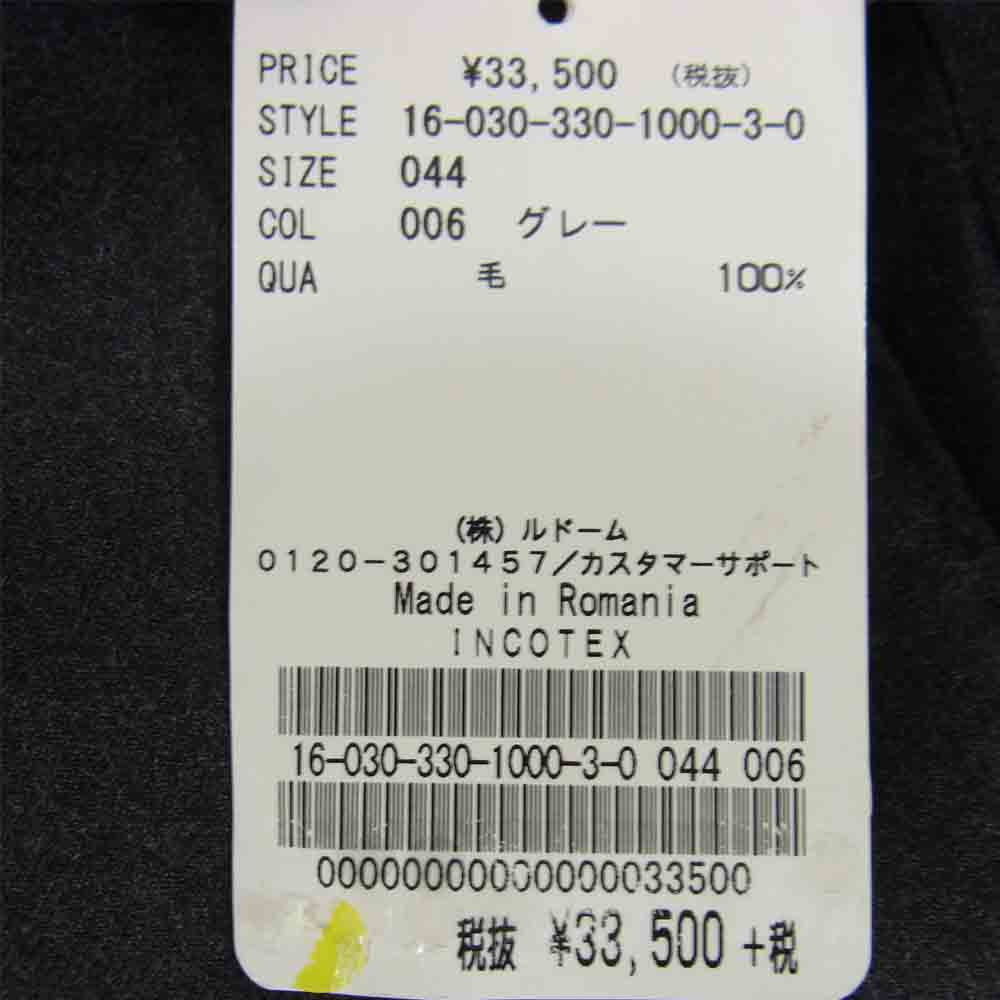 PRICE ¥33,500 (税抜)
STYLE 16-030-330-1000-3-0
SIZE 044
COL 006 グレー
QUA 毛 100%
(株)ルドーム
0120-301457/カスタマーサポート
Made in Romania
INCOTEX
16-030-330-1000-3-0 044 006
00000000000000033500
税抜 ¥33,500 +税